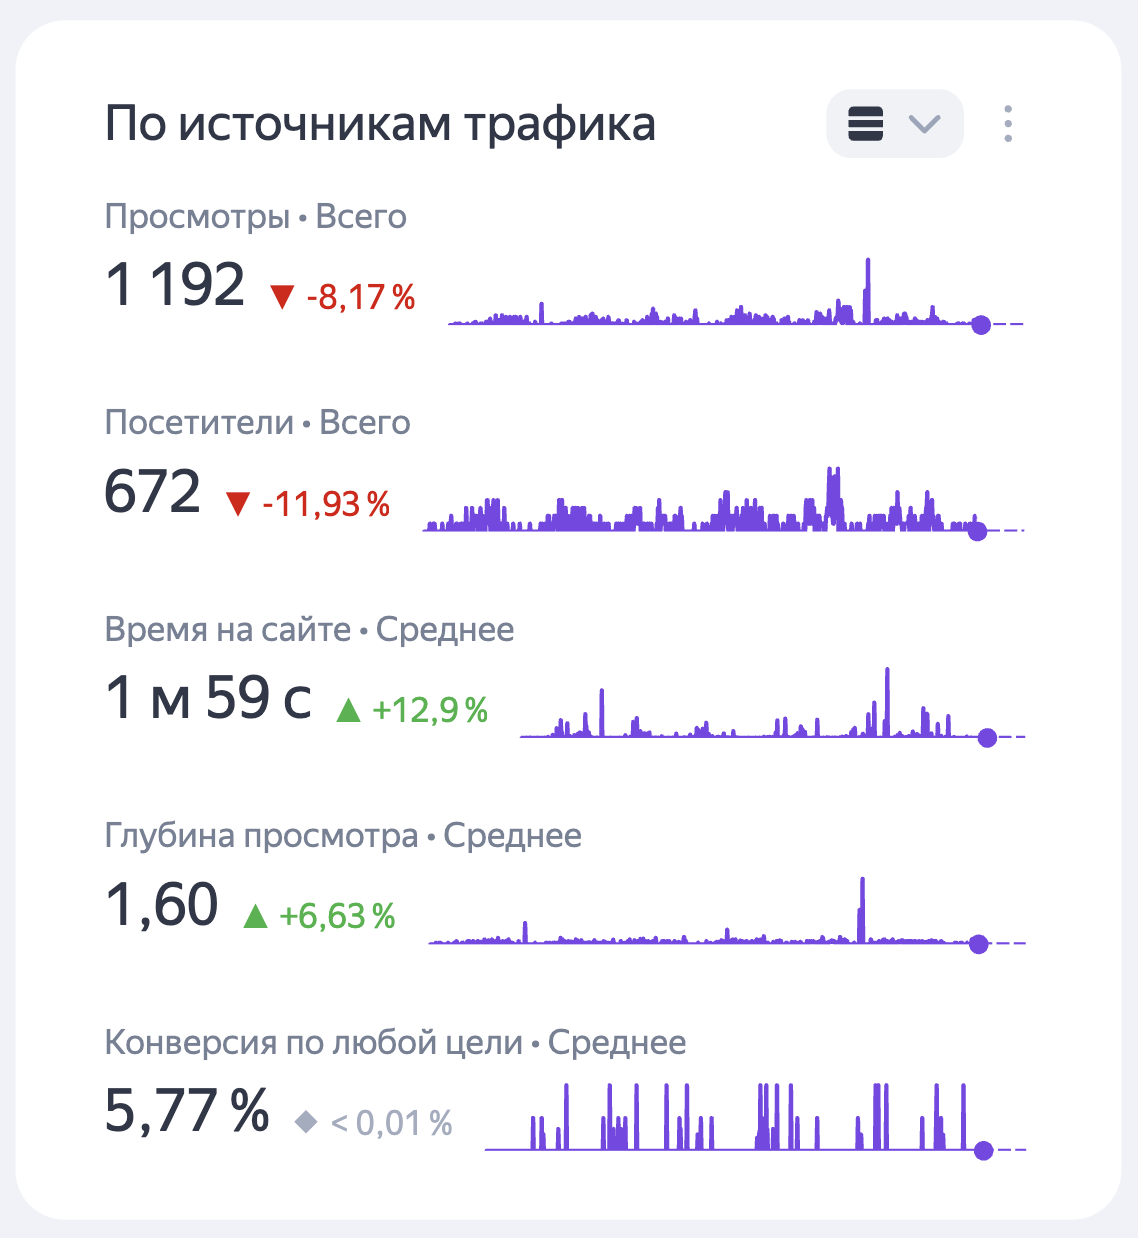 По источникам трафика
Просмотры • Всего
1 192 ▼ -8,17 %
Посетители • Всего
672 ▼ -11,93 %
Время на сайте • Среднее
1 м 59 с ▲ +12,9 %
Глубина просмотра • Среднее
1,60 ▲ +6,63 %
Конверсия по любой цели • Среднее
5,77 % ◆ < 0,01 %